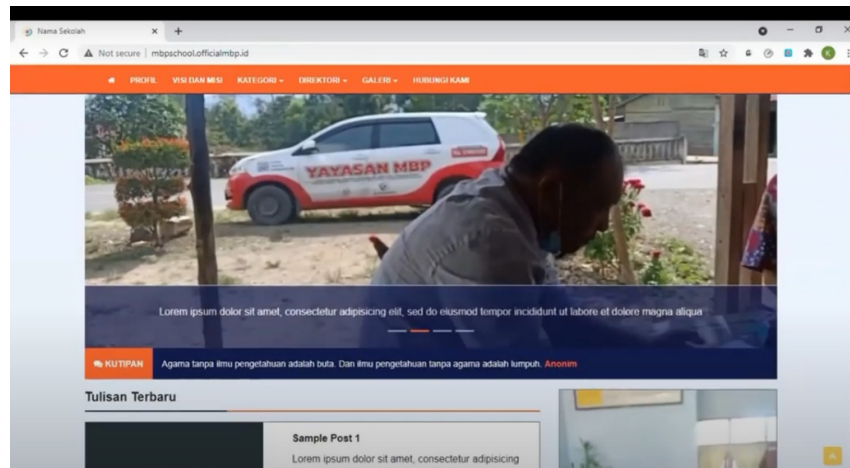 Nama Sekolah
Not secure | mbpschool.officialmbp.id
PROFIL VISI DAN MISI KATEGORI DIREKTORI GALERI HUBUNGI KAMI
YAYASAN MBP
Lorem ipsum dolor sit amet, consectetur adipisicing elit, sed do eiusmod tempor incididunt ut labore et dolore magna aliqua
KUTIPAN Agama tanpa ilmu pengetahuan adalah buta. Dan ilmu pengetahuan tanpa agama adalah lumpuh. Anonim
Tulisan Terbaru
Sample Post 1
Lorem ipsum dolor sit amet, consectetur adipisicing